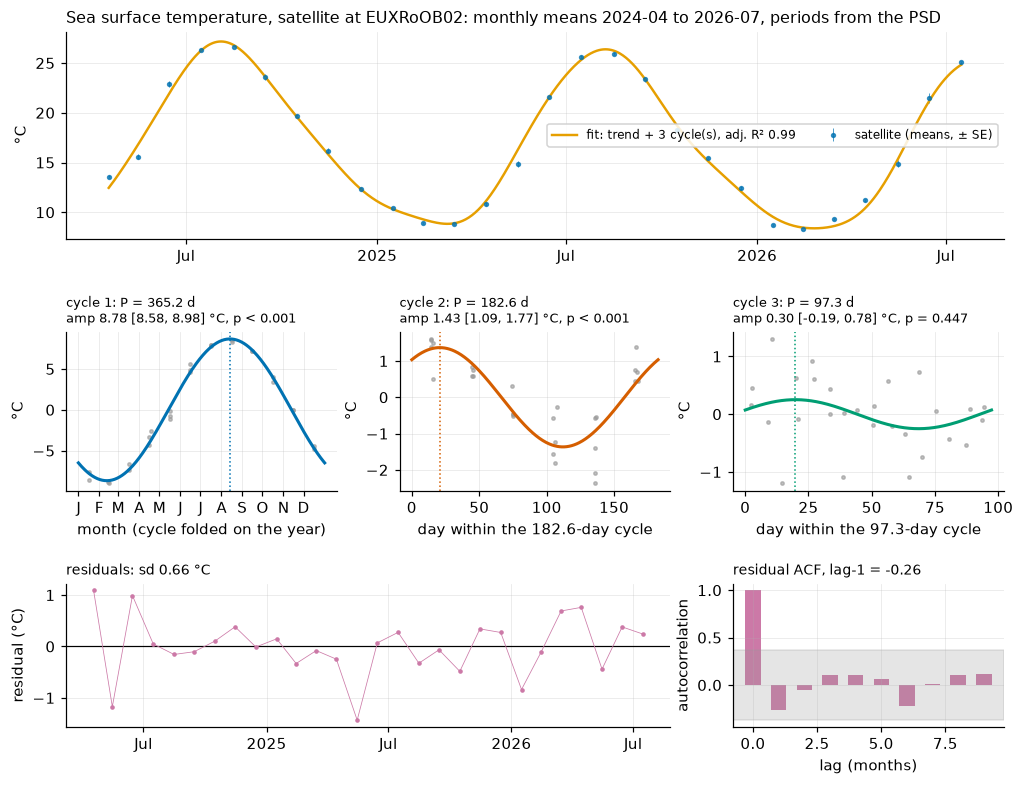 Sea surface temperature, satellite at EUXRoOB02: monthly means 2024-04 to 2026-07, periods from the PSD
25
20
15
10
°C
fit: trend + 3 cycle(s), adj. R² 0.99
satellite (means, ± SE)
Jul 2025 Jul 2026 Jul
cycle 1: P = 365.2 d
amp 8.78 [8.58, 8.98] °C, p < 0.001
5
0
−5
°C
J F M A M J J A S O N D
month (cycle folded on the year)
cycle 2: P = 182.6 d
amp 1.43 [1.09, 1.77] °C, p < 0.001
1
0
−1
−2
°C
0 50 100 150
day within the 182.6-day cycle
cycle 3: P = 97.3 d
amp 0.30 [-0.19, 0.78] °C, p = 0.447
1
0
−1
°C
0 25 50 75 100
day within the 97.3-day cycle
residuals: sd 0.66 °C
1
0
−1
residual (°C)
Jul 2025 Jul 2026 Jul
residual ACF, lag-1 = -0.26
1.0
0.5
0.0
autocorrelation
0.0 2.5 5.0 7.5
lag (months)